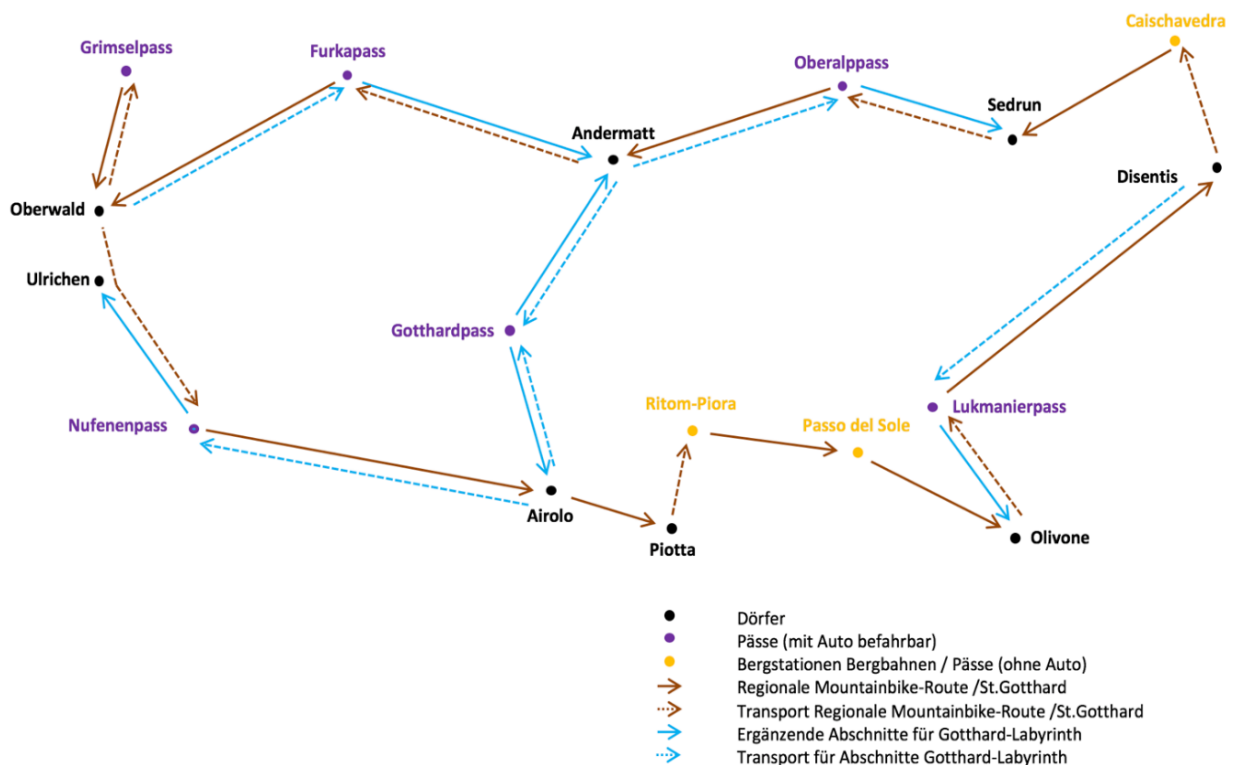 Caischavedra
Grimselpass
Furkapass
Oberalppass
Sedrun
Andermatt
Disentis
Oberwald
Ulrichen
Gotthardpass
Ritom-Piora
Lukmanierpass
Nufenenpass
Passo del Sole
Airolo
Piotta
Olivone
Dörfer
Pässe (mit Auto befahrbar)
Bergstationen Bergbahnen / Pässe (ohne Auto)
Regionale Mountainbike-Route /St.Gotthard
Transport Regionale Mountainbike-Route /St.Gotthard
Ergänzende Abschnitte für Gotthard-Labyrinth
Transport für Abschnitte Gotthard-Labyrinth